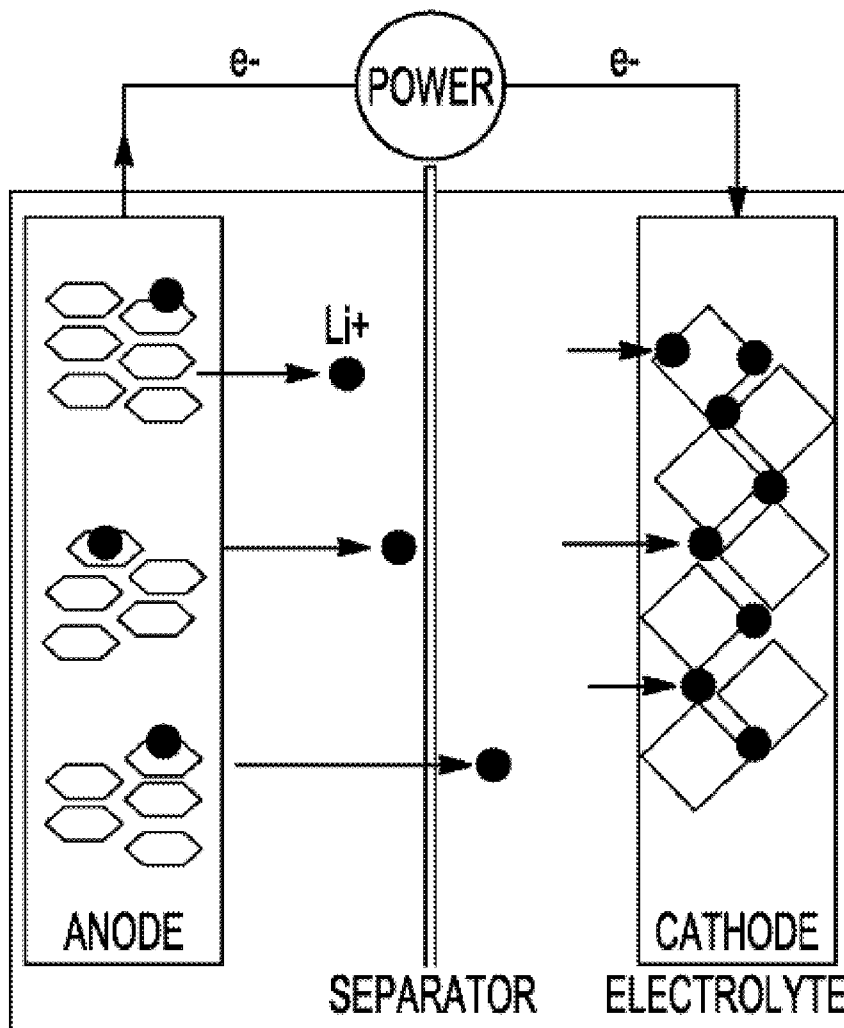 e-
POWER
e-
Li+
ANODE
CATHODE
SEPARATOR
ELECTROLYTE